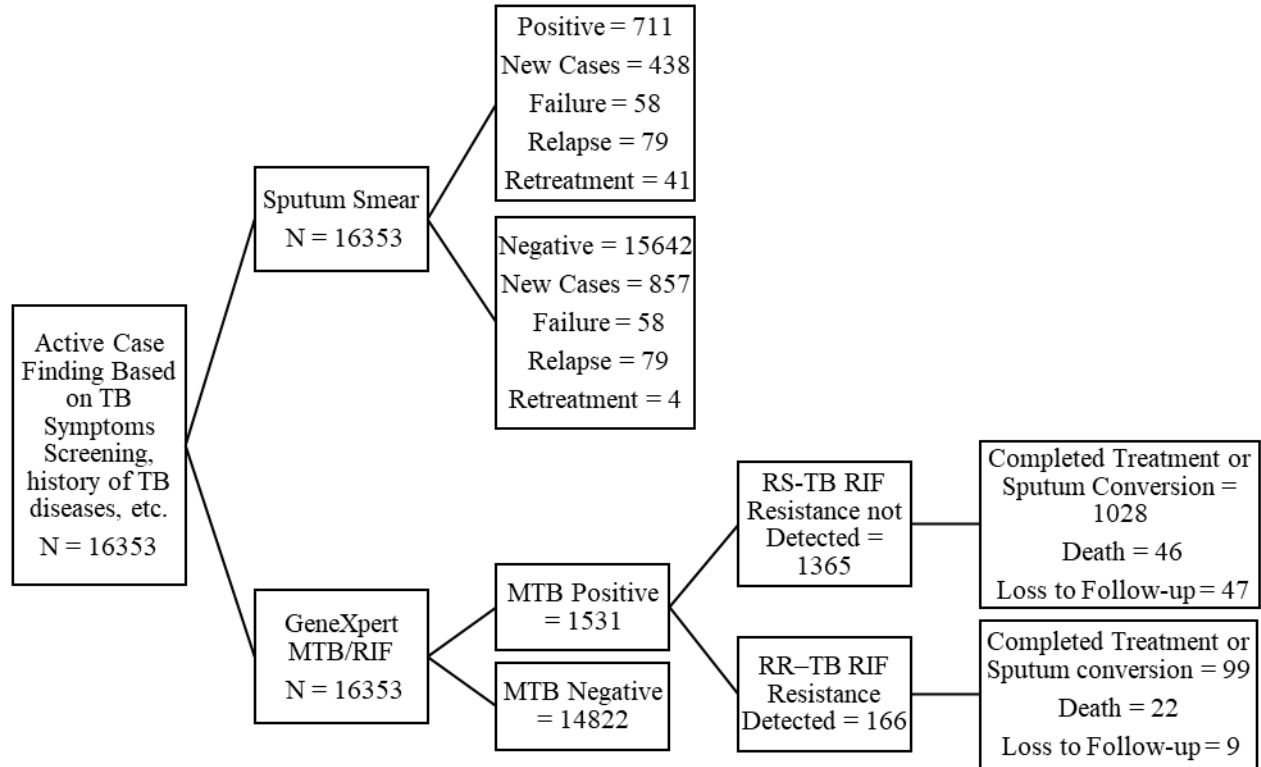 Active Case
Finding Based
on TB
Symptoms
Screening,
history of TB
diseases, etc.
N = 16353
Sputum Smear
N = 16353
Positive = 711
New Cases = 438
Failure = 58
Relapse = 79
Retreatment = 41
Negative = 15642
New Cases = 857
Failure = 58
Relapse = 79
Retreatment = 4
GeneXpert
MTB/RIF
N = 16353
MTB Positive
= 1531
MTB Negative
= 14822
RS-TB RIF
Resistance not
Detected =
1365
Completed Treatment or
Sputum Conversion =
1028
Death = 46
Loss to Follow-up = 47
RR–TB RIF
Resistance
Detected = 166
Completed Treatment or
Sputum conversion = 99
Death = 22
Loss to Follow-up = 9